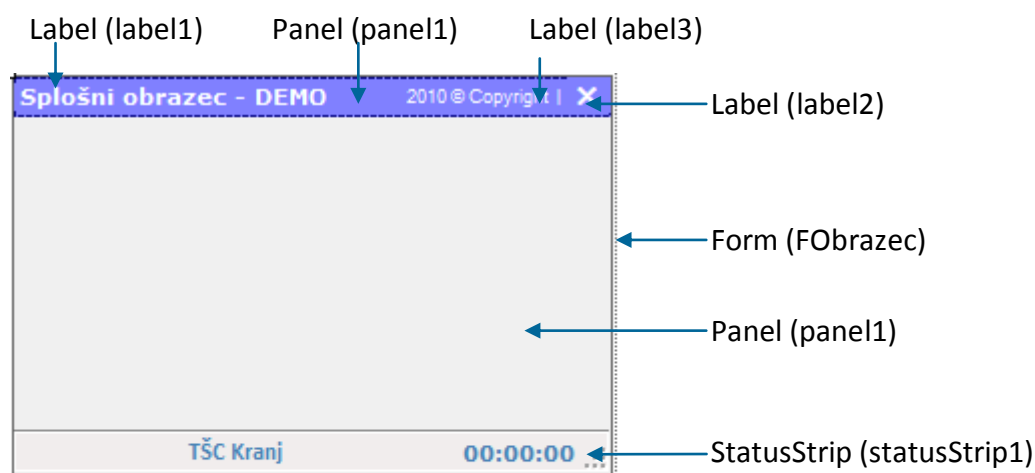 Label (label1) Panel (panel1) Label (label3)
Splošni obrazec - DEMO 2010 © Copyright | X
Label (label2)
Form (FObrazec)
Panel (panel1)
TŠC Kranj 00:00:00
StatusStrip (statusStrip1)